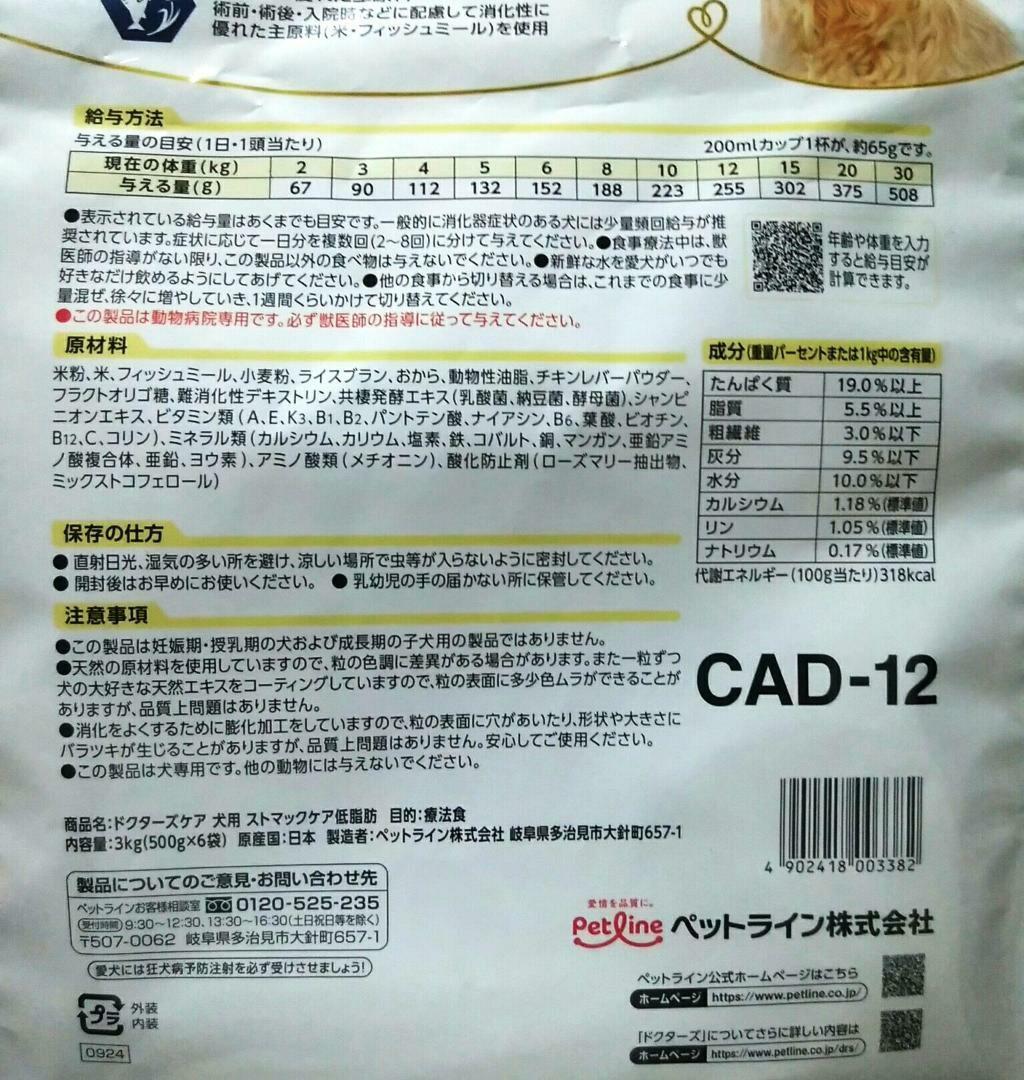 術前・術後・入院時などに配慮して消化性に
優れた主原料(米・フィッシュミール)を使用
給与方法
与える量の目安(1日・1頭当たり)
200mlカップ1杯が、約65gです。
現在の体重(kg) 2 3 4 5 6 8 10 12 15 20 30
与える量(g) 67 90 112 132 152 188 223 255 302 375 508
●表示されている給与量はあくまでも目安です。一般的に消化器症状のある犬には少量頻回給与が推
奨されています。症状に応じて一日分を複数回(2〜8回)に分けて与えてください。●食事療法中は、獣
医師の指導がない限り、この製品以外の食べ物は与えないでください。●新鮮な水を愛犬がいつでも
好きなだけ飲めるようにしてあげてください。●他の食事から切り替える場合は、これまでの食事に少
量混ぜ、徐々に増やしていき、1週間くらいかけて切り替えてください。
●この製品は動物病院専用です。必ず獣医師の指導に従って与えてください。
年齢や体重を入力
すると給与目安が
計算できます。
原材料
米粉、米、フィッシュミール、小麦粉、ライスブラン、おから、動物性油脂、チキンレバーパウダー、
フラクトオリゴ糖、難消化性デキストリン、共棲発酵エキス(乳酸菌、納豆菌、酵母菌)、シャンピ
ニオンエキス、ビタミン類(A、E、K3、B1、B2、パントテン酸、ナイアシン、B6、葉酸、ビオチン、
B12、C、コリン)、ミネラル類(カルシウム、カリウム、塩素、鉄、コバルト、銅、マンガン、亜鉛アミ
ノ酸複合体、亜鉛、ヨウ素)、アミノ酸類(メチオニン)、酸化防止剤(ローズマリー抽出物、
ミックストコフェロール)
成分(重量パーセントまたは1kg中の含有量)
たんぱく質 19.0%以上
脂質 5.5%以上
粗繊維 3.0%以下
灰分 9.5%以下
水分 10.0%以下
カルシウム 1.18%(標準値)
リン 1.05%(標準値)
ナトリウム 0.17%(標準値)
代謝エネルギー(100g当たり)318kcal
保存の仕方
● 直射日光、湿気の多い所を避け、涼しい場所で虫等が入らないように密封してください。
● 開封後はお早めにお使いください。 ● 乳幼児の手の届かない所に保管してください。
注意事項
●この製品は妊娠期・授乳期の犬および成長期の子犬用の製品ではありません。
●天然の原材料を使用していますので、粒の色調に差異がある場合があります。また一粒ずつ
犬の大好きな天然エキスをコーティングしていますので、粒の表面に多少色ムラができることが
ありますが、品質上問題はありません。
●消化をよくするために膨化加工をしていますので、粒の表面に穴があいたり、形状や大きさに
バラツキが生じることがありますが、品質上問題はありません。安心してご使用ください。
●この製品は犬専用です。他の動物には与えないでください。
CAD-12
商品名:ドクターズケア 犬用 ストマックケア低脂肪 目的:療法食
内容量:3kg(500g×6袋) 原産国:日本 製造者:ペットライン株式会社 岐阜県多治見市大針町657-1
4 902418 003382
製品についてのご意見・お問い合わせ先
ペットラインお客様相談室 0120-525-235
受付時間 9:30〜12:30、13:30〜16:30(土日祝日等を除く)
〒507-0062 岐阜県多治見市大針町657-1
愛犬には狂犬病予防注射を必ず受けさせましょう!
愛情を品質に。
Petline ペットライン株式会社
ペットライン公式ホームページはこちら
ホームページ https://www.petline.co.jp/
「ドクターズ」についてさらに詳しい内容は
ホームページ https://www.petline.co.jp/drs/
プラ 外装
内装
0924